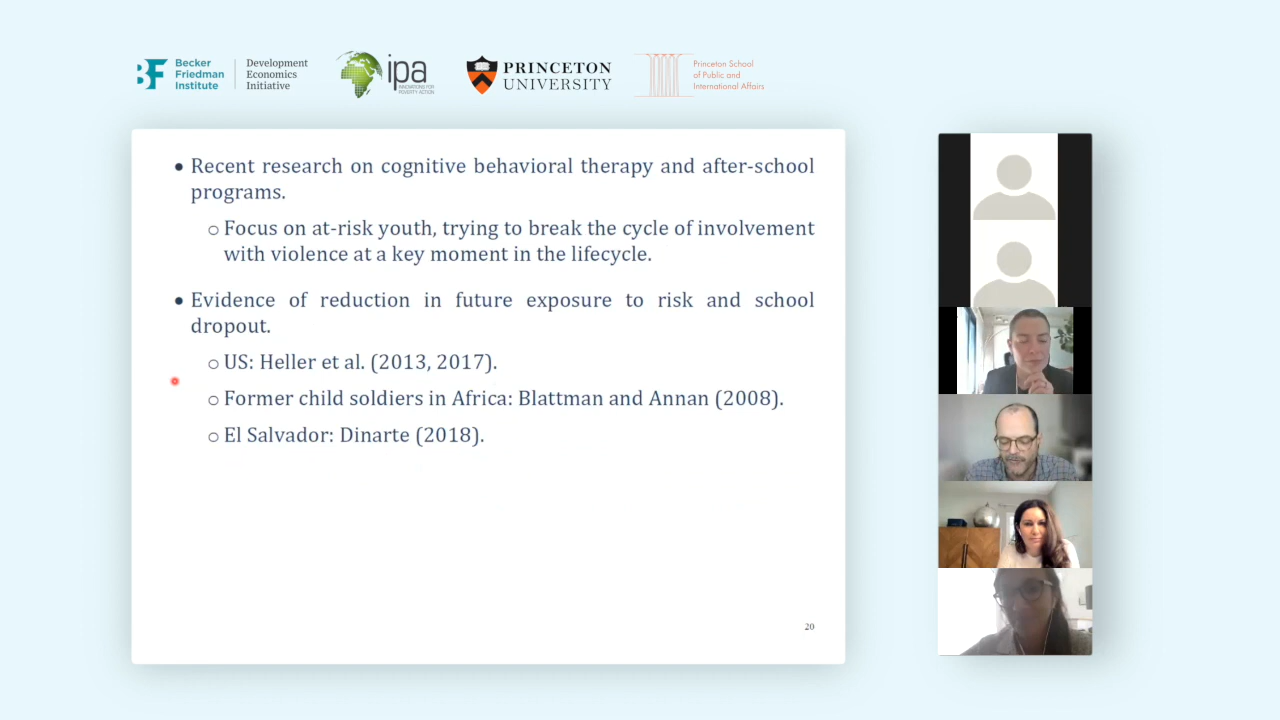 Becker
Friedman
Institute
Development
Economics
Initiative
ipa
INNOVATIONS FOR
POVERTY ACTION
PRINCETON
UNIVERSITY
Princeton School
of Public and
International Affairs
• Recent research on cognitive behavioral therapy and after-school
programs.
○ Focus on at-risk youth, trying to break the cycle of involvement
with violence at a key moment in the lifecycle.
• Evidence of reduction in future exposure to risk and school
dropout.
○ US: Heller et al. (2013, 2017).
○ Former child soldiers in Africa: Blattman and Annan (2008).
○ El Salvador: Dinarte (2018).
20